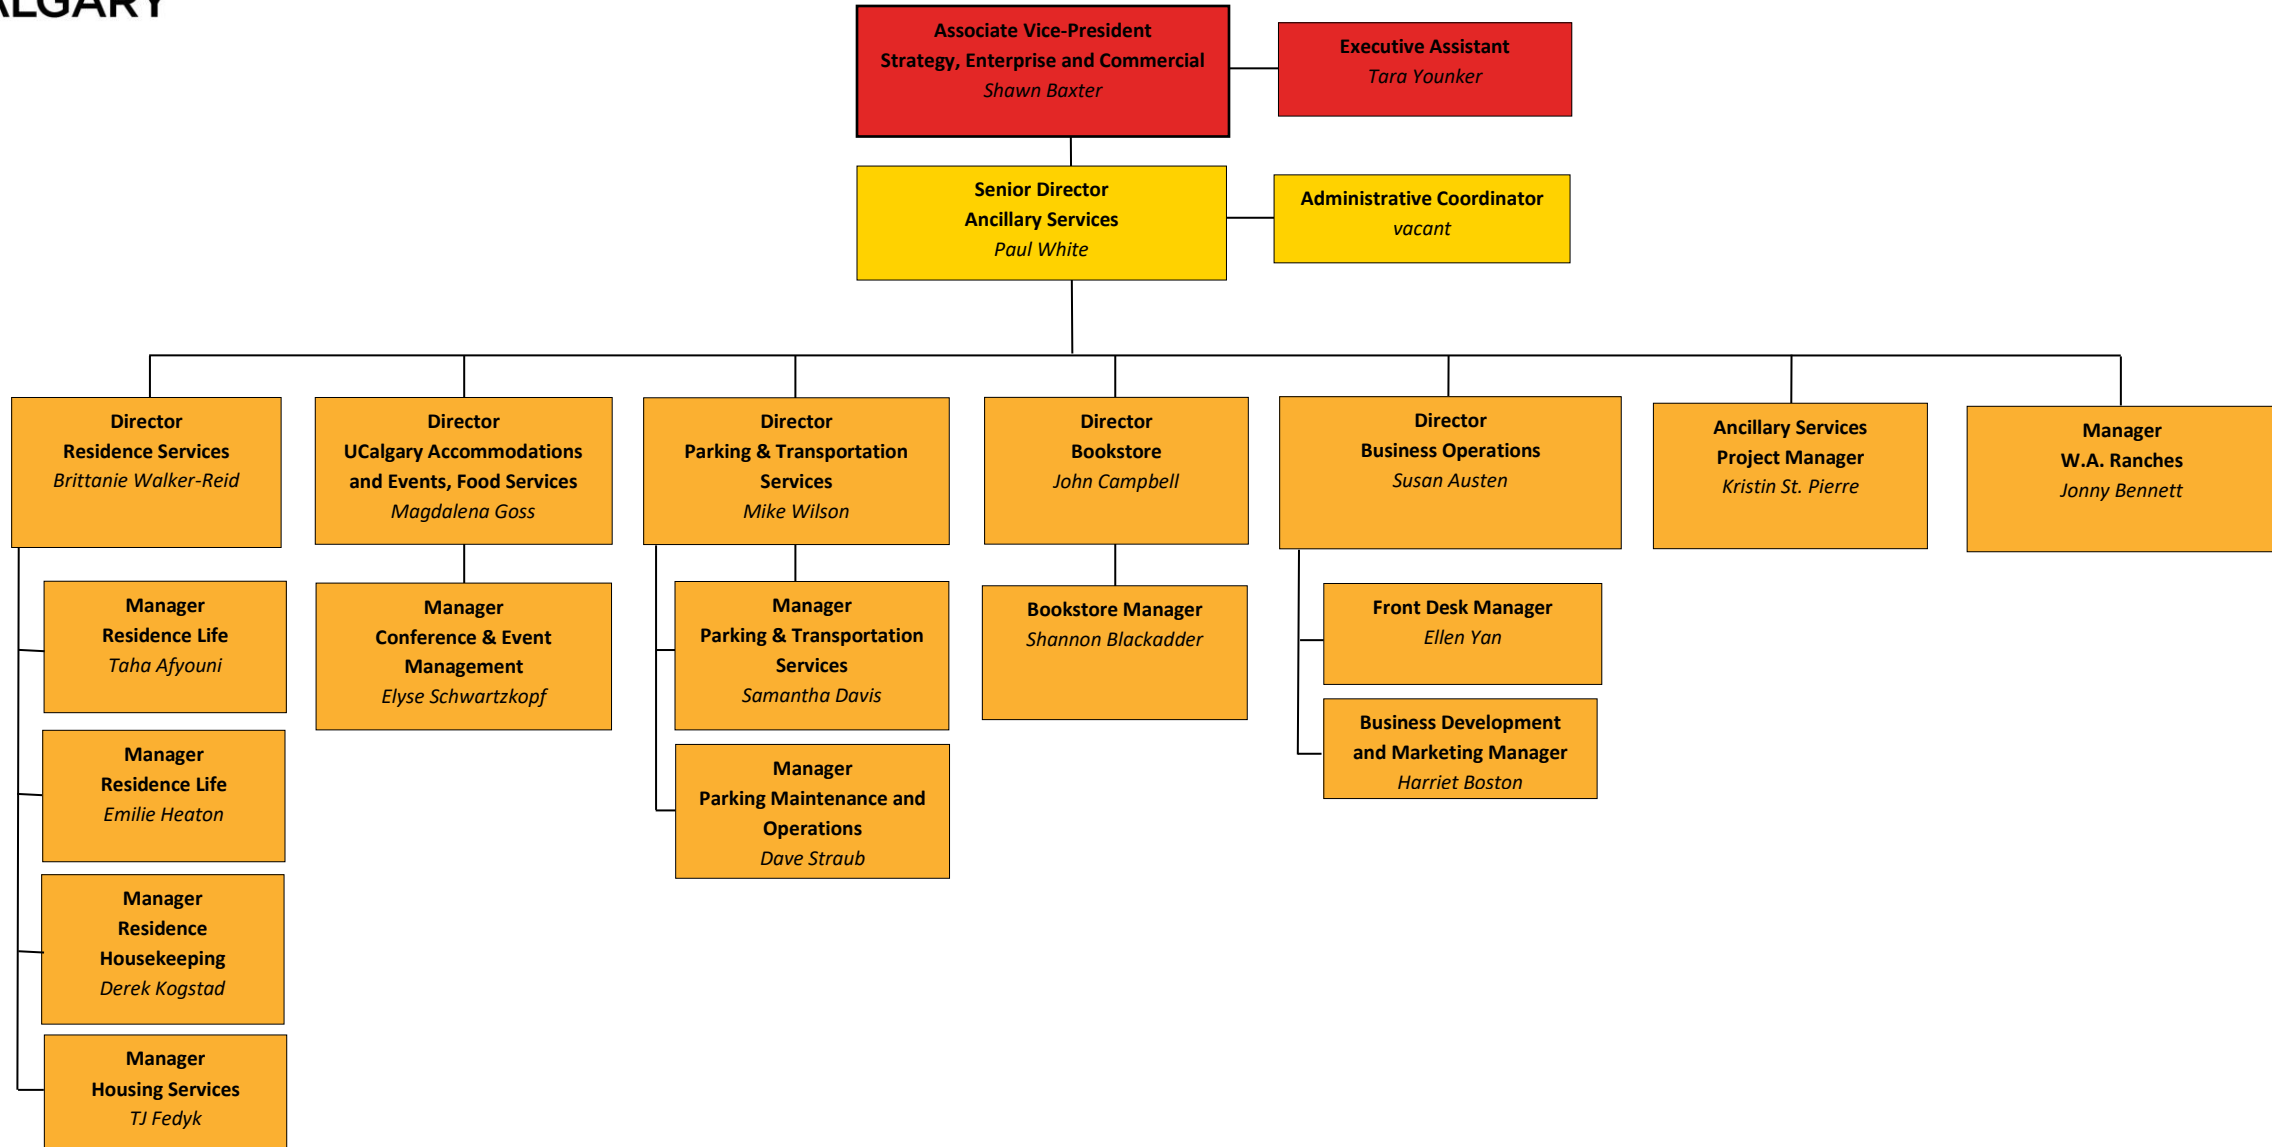 ALGARY
Associate Vice-President
Strategy, Enterprise and Commercial
Shawn Baxter
Executive Assistant
Tara Younker
Senior Director
Ancillary Services
Paul White
Administrative Coordinator
vacant
Director
Residence Services
Brittanie Walker-Reid
Director
UCalgary Accommodations
and Events, Food Services
Magdalena Goss
Director
Parking & Transportation
Services
Mike Wilson
Director
Bookstore
John Campbell
Director
Business Operations
Susan Austen
Ancillary Services
Project Manager
Kristin St. Pierre
Manager
W.A. Ranches
Jonny Bennett
Manager
Residence Life
Taha Afyouni
Manager
Conference & Event
Management
Elyse Schwartzkopf
Manager
Parking & Transportation
Services
Samantha Davis
Bookstore Manager
Shannon Blackadder
Front Desk Manager
Ellen Yan
Business Development
and Marketing Manager
Harriet Boston
Manager
Residence Life
Emilie Heaton
Manager
Parking Maintenance and
Operations
Dave Straub
Manager
Residence
Housekeeping
Derek Kogstad
Manager
Housing Services
TJ Fedyk